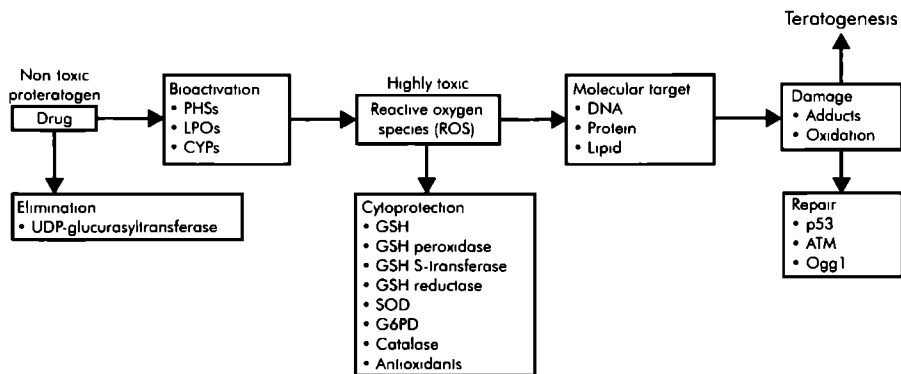 Teratogenesis
Non toxic
proteratogen
Drug
Bioactivation
• PHSs
• LPOs
• CYPs
Highly toxic
Reactive oxygen
species (ROS)
Molecular target
• DNA
• Protein
• Lipid
Damage
• Adducts
• Oxidation
Elimination
• UDP-glucurasyltransferase
Cytoprotection
• GSH
• GSH peroxidase
• GSH S-transferase
• GSH reductase
• SOD
• G6PD
• Catalase
• Antioxidants
Repair
• p53
• ATM
• Ogg1